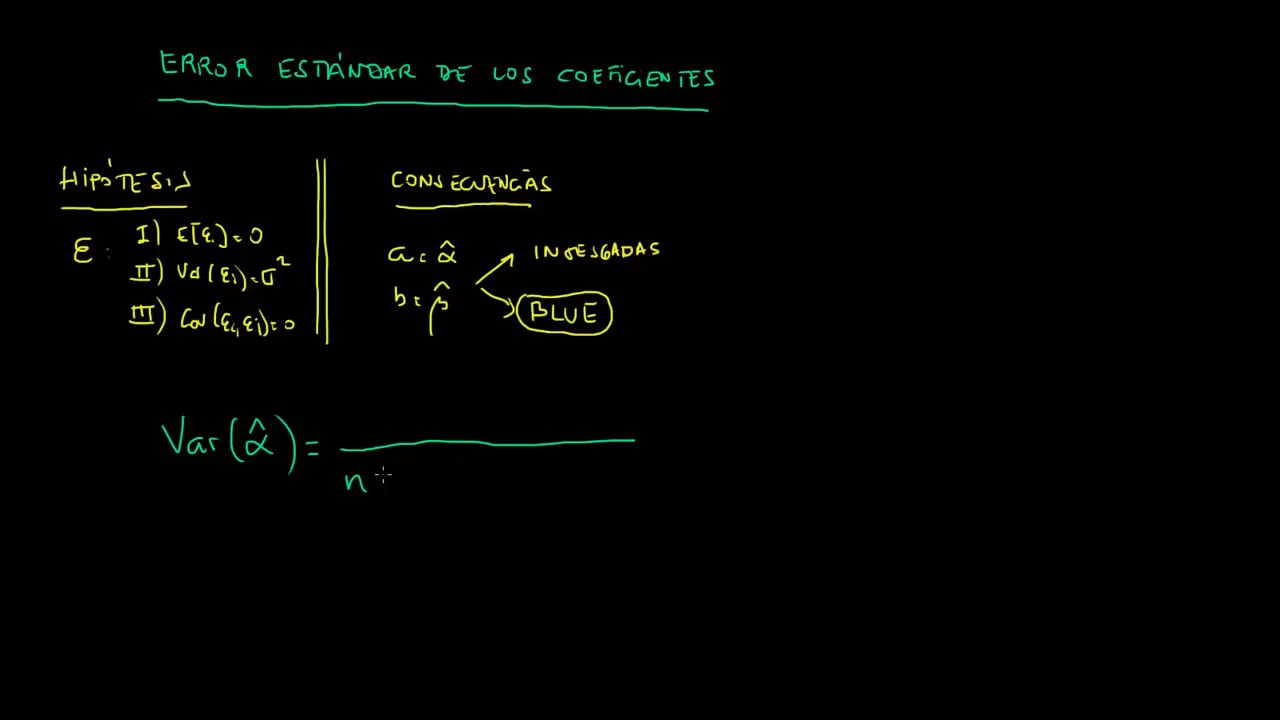 ERROR ESTÁNDAR DE LOS COEFICIENTES
HIPÓTESIS
ε: I) E[εi] = 0
II) Var(εi) = σ²
III) Cov(εi, εj) = 0
CONSECUENCIAS
a = α̂
b = β̂
INSESGADAS
BLUE
Var(α̂) =
n